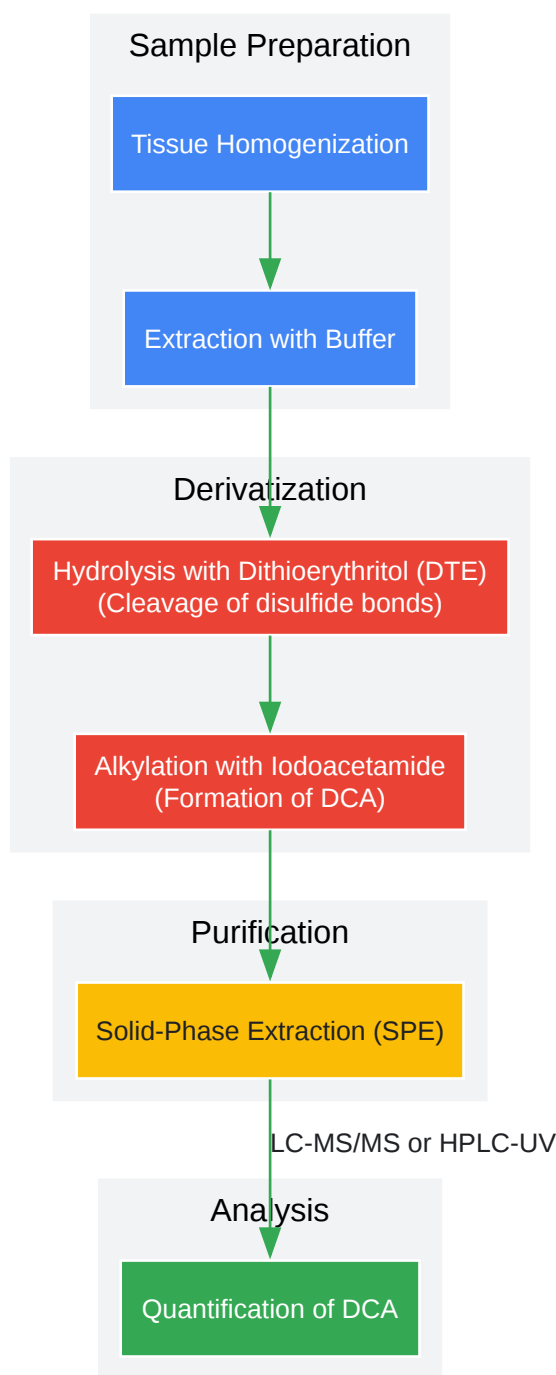 Sample Preparation
Tissue Homogenization
Extraction with Buffer
Derivatization
Hydrolysis with Dithioerythritol (DTE)
(Cleavage of disulfide bonds)
Alkylation with Iodoacetamide
(Formation of DCA)
Purification
Solid-Phase Extraction (SPE)
LC-MS/MS or HPLC-UV
Analysis
Quantification of DCA